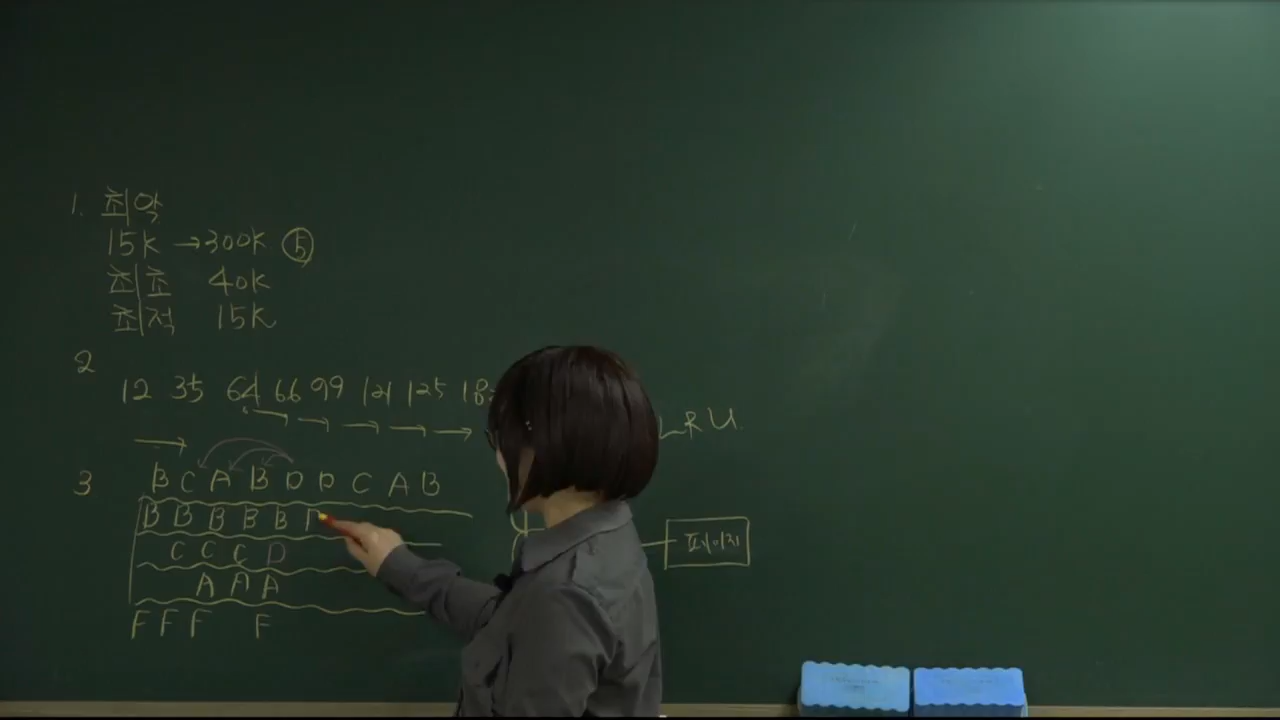 1. 최악
15K → 300K ⑤
최초 40K
최적 15K
2
12 35 64 66 99 121 125
LRU
3 B C A B D D C A B
B B B B B D
C C C D
A A A
F F F F
페이지